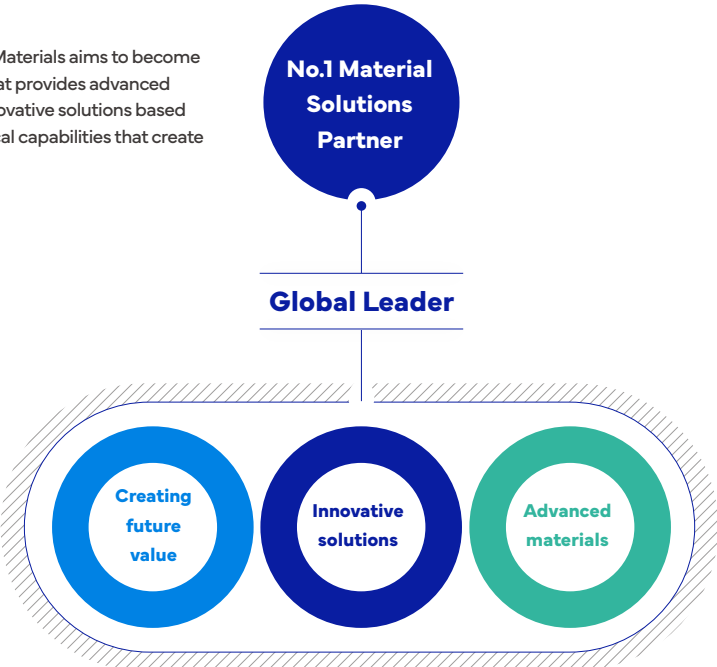 Materials aims to become
at provides advanced
ovative solutions based
al capabilities that create
No.1 Material
Solutions
Partner
Global Leader
Creating
future
value
Innovative
solutions
Advanced
materials